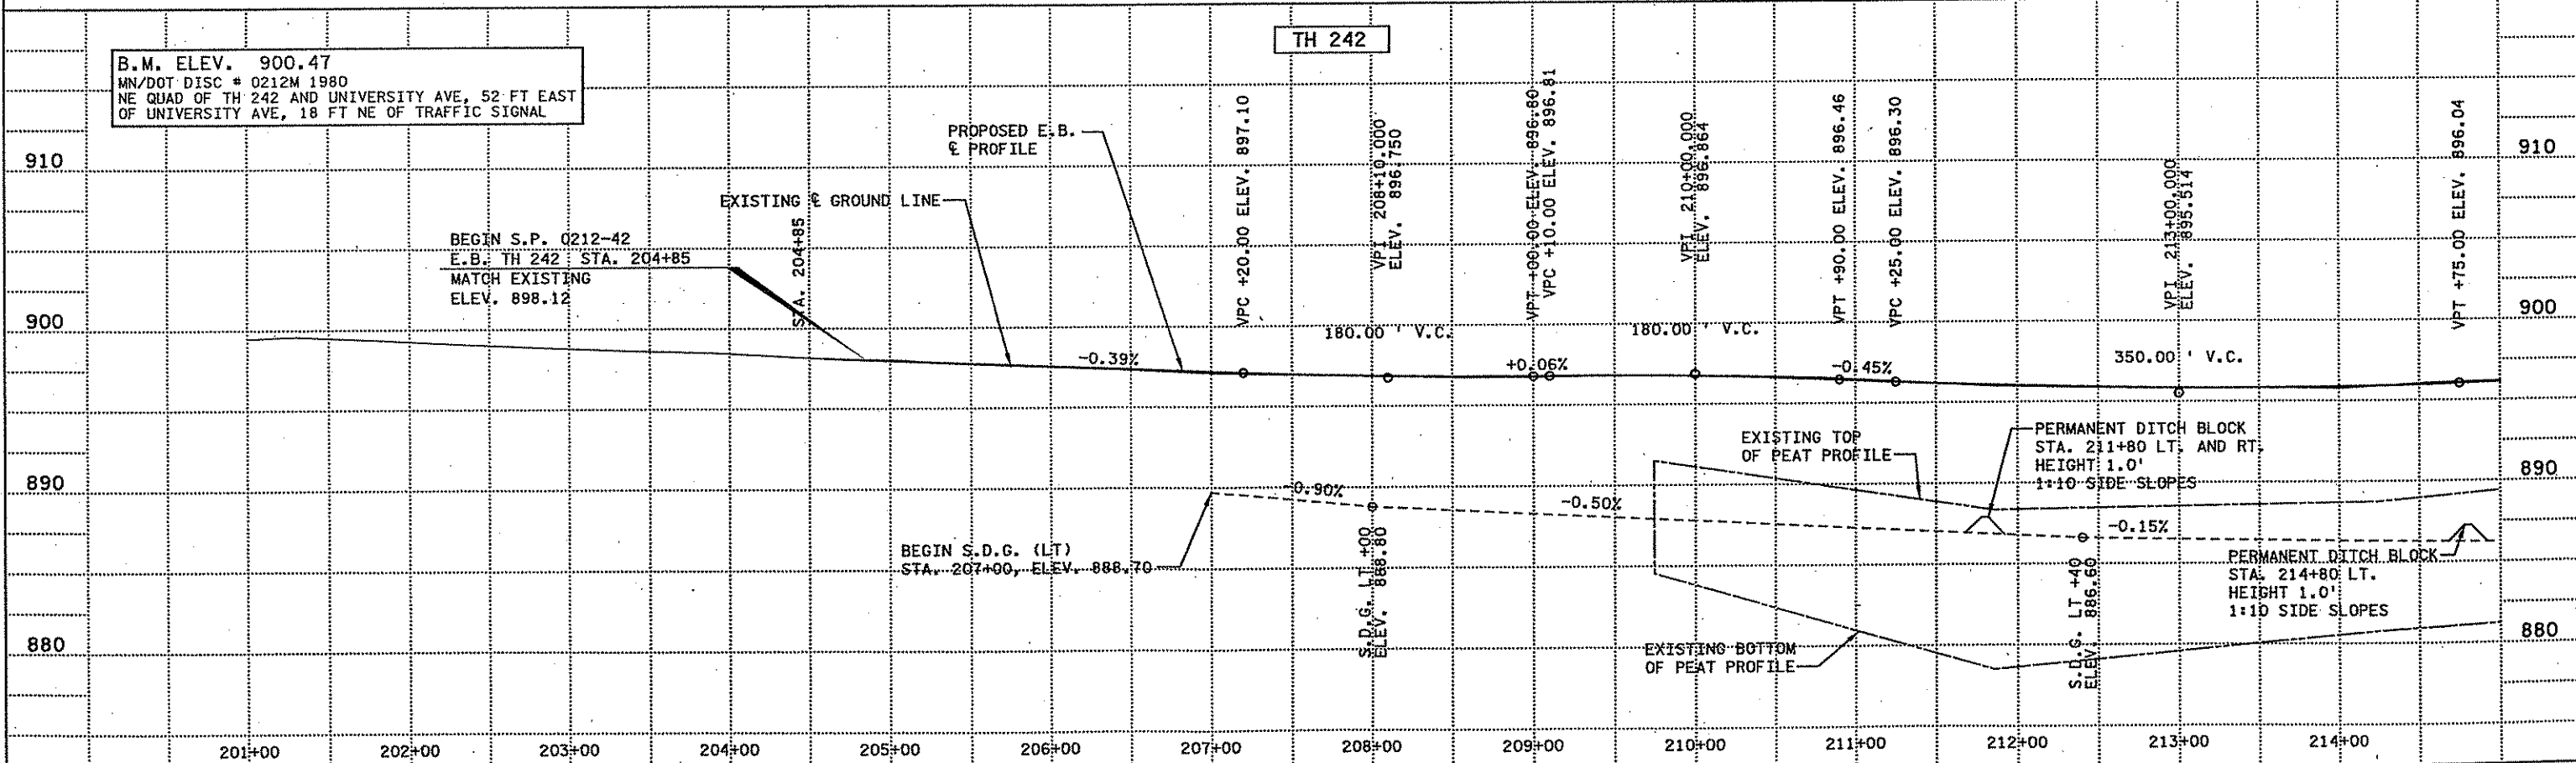 TH 242
B.M. ELEV. 900.47
MN/DOT DISC # 0212M 1980
NE QUAD OF TH 242 AND UNIVERSITY AVE, 52 FT EAST
OF UNIVERSITY AVE, 18 FT NE OF TRAFFIC SIGNAL
PROPOSED E.B.
℄ PROFILE
EXISTING ℄ GROUND LINE
BEGIN S.P. 0212-42
E.B. TH 242 STA. 204+85
MATCH EXISTING
ELEV. 898.12
STA. 204+85
VPC +20.00 ELEV. 897.10
VPI 208+10.000
ELEV. 896.750
VPT +00.00 ELEV. 896.80
VPC +10.00 ELEV. 896.81
VPI 210+00.000
ELEV. 896.864
VPT +90.00 ELEV. 896.46
VPC +25.00 ELEV. 896.30
VPI 213+00.000
ELEV. 895.514
VPT +75.00 ELEV. 896.04
910
910
900
900
890
890
880
880
180.00 ' V.C.
180.00 ' V.C.
350.00 ' V.C.
-0.39%
+0.06%
-0.45%
EXISTING TOP
OF PEAT PROFILE
PERMANENT DITCH BLOCK
STA. 211+80 LT. AND RT.
HEIGHT 1.0'
1:10 SIDE SLOPES
-0.90%
-0.50%
-0.15%
BEGIN S.D.G. (LT)
STA. 207+00, ELEV. 888.70
S.D.G. LT +00
ELEV. 888.80
S.D.G. LT +40
ELEV. 886.60
PERMANENT DITCH BLOCK
STA. 214+80 LT.
HEIGHT 1.0'
1:10 SIDE SLOPES
EXISTING BOTTOM
OF PEAT PROFILE
201+00 202+00 203+00 204+00 205+00 206+00 207+00 208+00 209+00 210+00 211+00 212+00 213+00 214+00